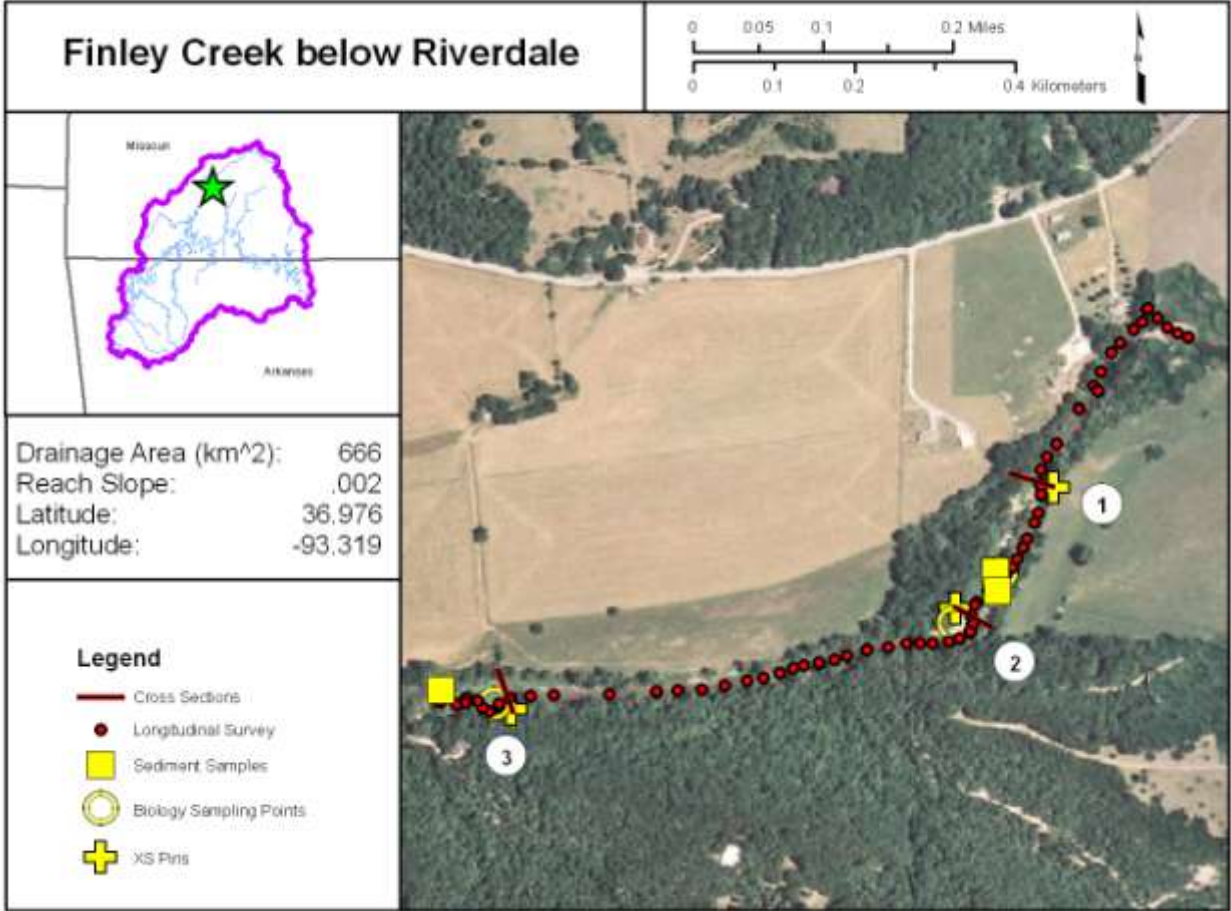 Finley Creek below Riverdale
0 0.05 0.1 0.2 Miles
0 0.1 0.2 0.4 Kilometers
N
Missouri
Arkansas
Drainage Area (km^2): 666
Reach Slope: .002
Latitude: 36.976
Longitude: -93.319
Legend
Cross Sections
Longitudinal Survey
Sediment Samples
Biology Sampling Points
XS Pins
1
2
3